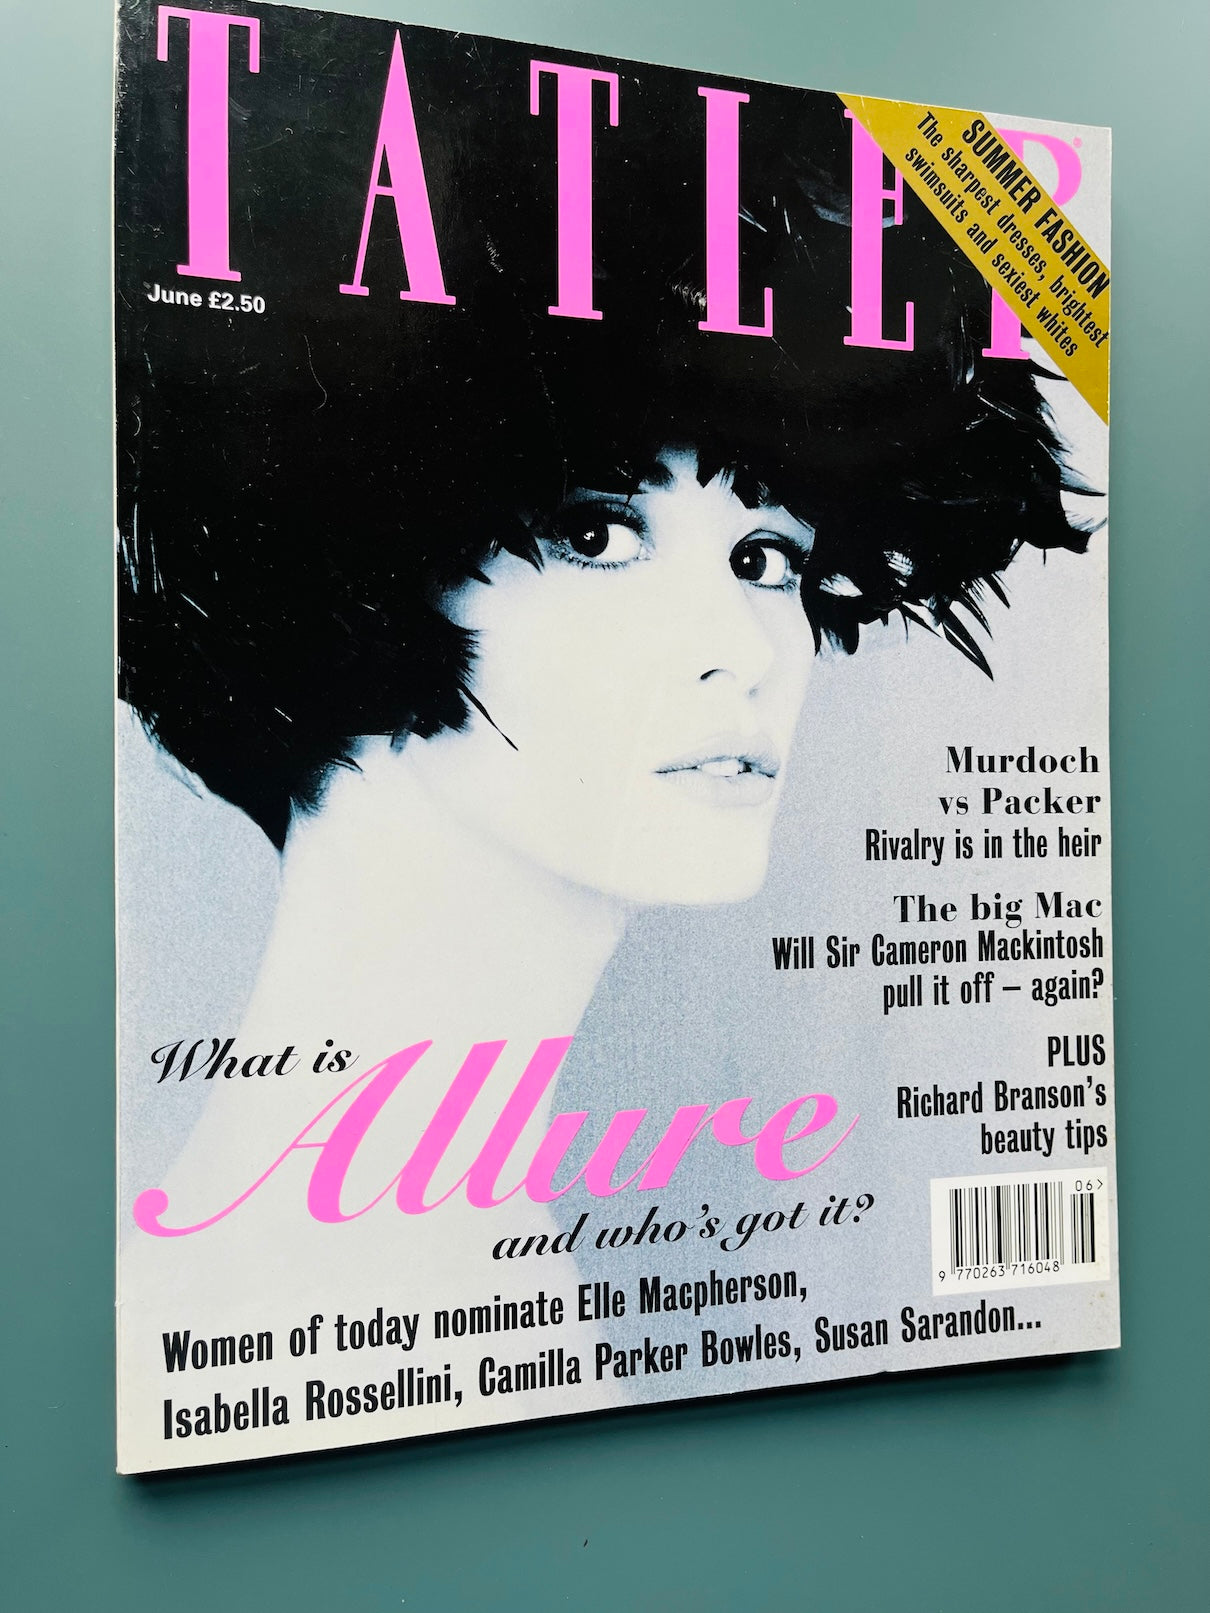 TATLER®
SUMMER FASHION
The sharpest dresses, brightest
swimsuits and sexiest whites
June £2.50
Murdoch
vs Packer
Rivalry is in the heir
The big Mac
Will Sir Cameron Mackintosh
pull it off – again?
PLUS
Richard Branson's
beauty tips
What is
Allure
and who's got it?
06>
9 770263 716048
Women of today nominate Elle Macpherson,
Isabella Rossellini, Camilla Parker Bowles, Susan Sarandon...